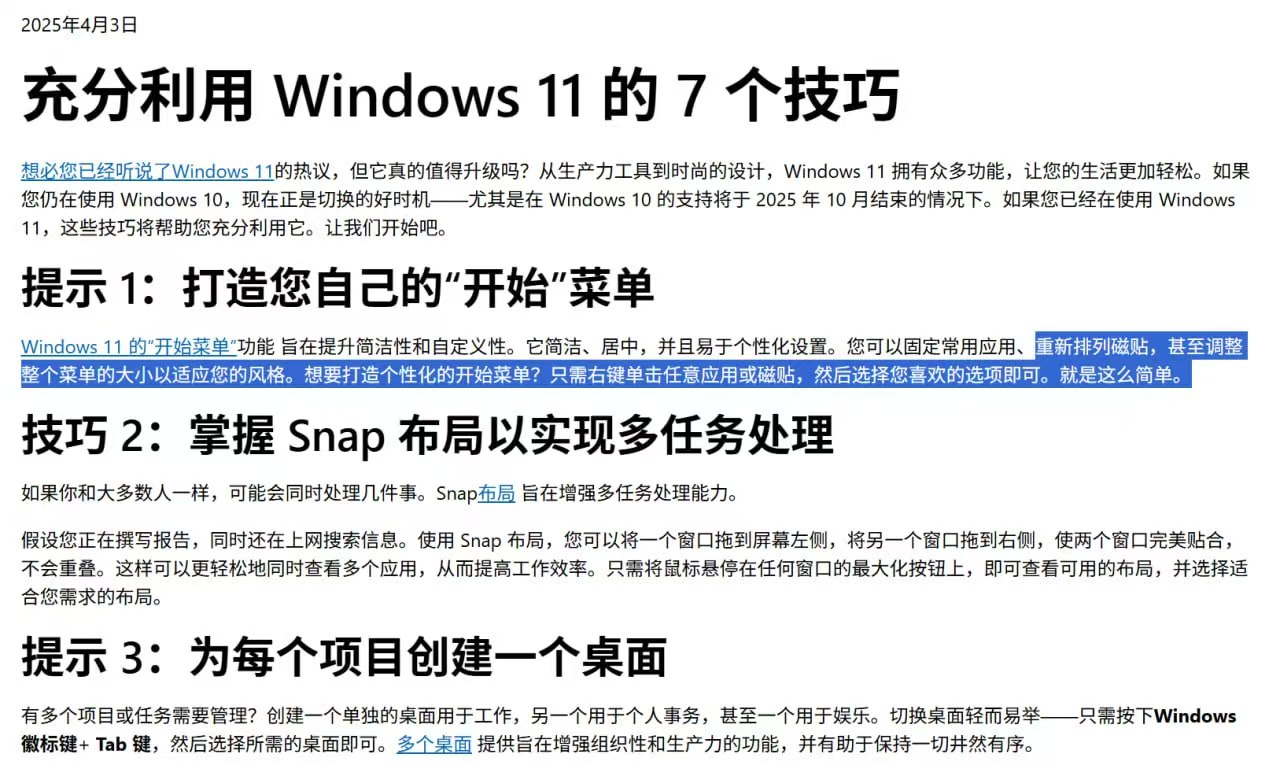 2025年4月3日
充分利用 Windows 11 的 7 个技巧
想必您已经听说了Windows 11的热议，但它真的值得升级吗？从生产力工具到时尚的设计，Windows 11 拥有众多功能，让您的生活更加轻松。如果
您仍在使用 Windows 10，现在正是切换的好时机——尤其是在 Windows 10 的支持将于 2025 年 10 月结束的情况下。如果您已经在使用 Windows
11，这些技巧将帮助您充分利用它。让我们开始吧。
提示 1：打造您自己的“开始”菜单
Windows 11 的“开始菜单”功能 旨在提升简洁性和自定义性。它简洁、居中，并且易于个性化设置。您可以固定常用应用、重新排列磁贴，甚至调整
整个菜单的大小以适应您的风格。想要打造个性化的开始菜单？只需右键单击任意应用或磁贴，然后选择您喜欢的选项即可。就是这么简单。
技巧 2：掌握 Snap 布局以实现多任务处理
如果你和大多数人一样，可能会同时处理几件事。Snap布局 旨在增强多任务处理能力。
假设您正在撰写报告，同时还在上网搜索信息。使用 Snap 布局，您可以将一个窗口拖到屏幕左侧，将另一个窗口拖到右侧，使两个窗口完美贴合，
不会重叠。这样可以更轻松地同时查看多个应用，从而提高工作效率。只需将鼠标悬停在任何窗口的最大化按钮上，即可查看可用的布局，并选择适
合您需求的布局。
提示 3：为每个项目创建一个桌面
有多个项目或任务需要管理？创建一个单独的桌面用于工作，另一个用于个人事务，甚至一个用于娱乐。切换桌面轻而易举——只需按下Windows
徽标键+ Tab 键，然后选择所需的桌面即可。多个桌面 提供旨在增强组织性和生产力的功能，并有助于保持一切井然有序。